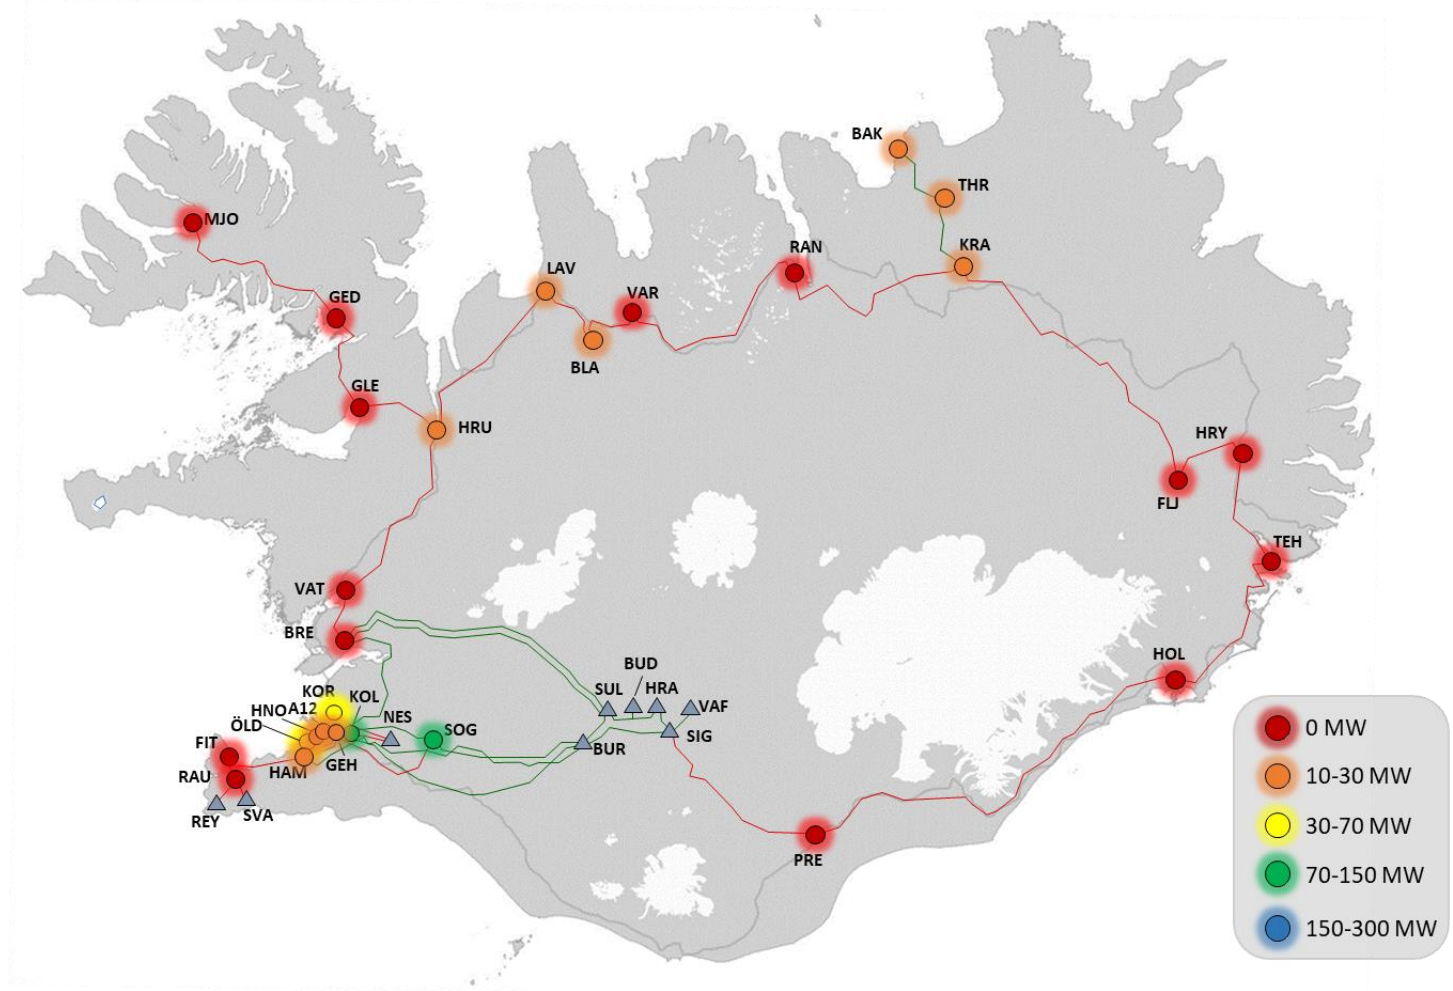 BAK
THR
MJO
KRA
RAN
LAV
VAR
GED
BLA
GLE
HRU
HRY
FLJ
TEH
VAT
BRE
HOL
BUD
SUL
HRA
KOR
KOL
VAF
HNO
A12
NES
ÖLD
SOG
SIG
FIT
BUR
HAM
GEH
RAU
REY
SVA
PRE
0 MW
10-30 MW
30-70 MW
70-150 MW
150-300 MW